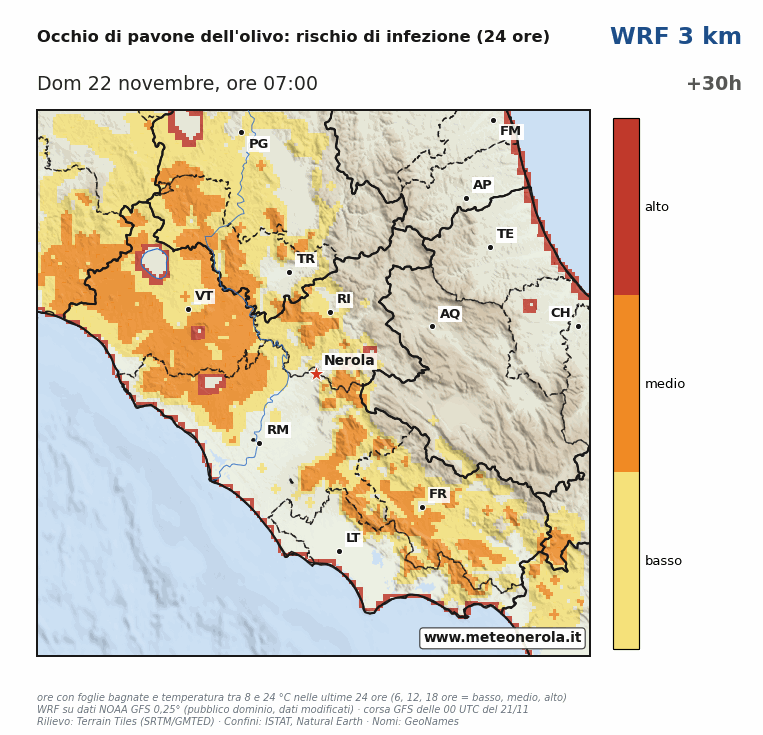 Occhio di pavone dell'olivo: rischio di infezione (24 ore)
WRF 3 km
Dom 22 novembre, ore 07:00
+30h
PG
FM
AP
TE
TR
VT
RI
AQ
CH
Nerola
RM
FR
LT
www.meteonerola.it
alto
medio
basso
ore con foglie bagnate e temperatura tra 8 e 24 °C nelle ultime 24 ore (6, 12, 18 ore = basso, medio, alto)
WRF su dati NOAA GFS 0,25° (pubblico dominio, dati modificati) · corsa GFS delle 00 UTC del 21/11
Rilievo: Terrain Tiles (SRTM/GMTED) · Confini: ISTAT, Natural Earth · Nomi: GeoNames